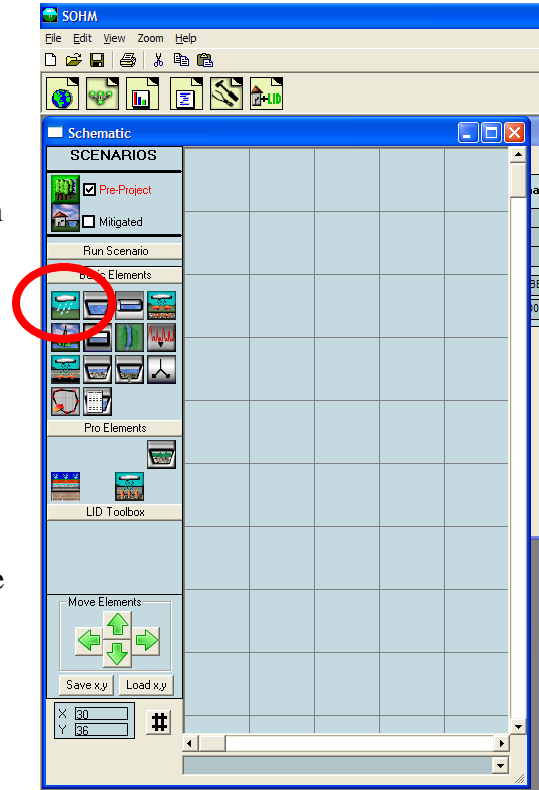 SOHM
File Edit View Zoom Help
+LID
Schematic
SCENARIOS
Pre-Project
Mitigated
Run Scenario
Elements
Pro Elements
LID Toolbox
Move Elements
Save x,y Load x,y
X 30
Y 36
#
e